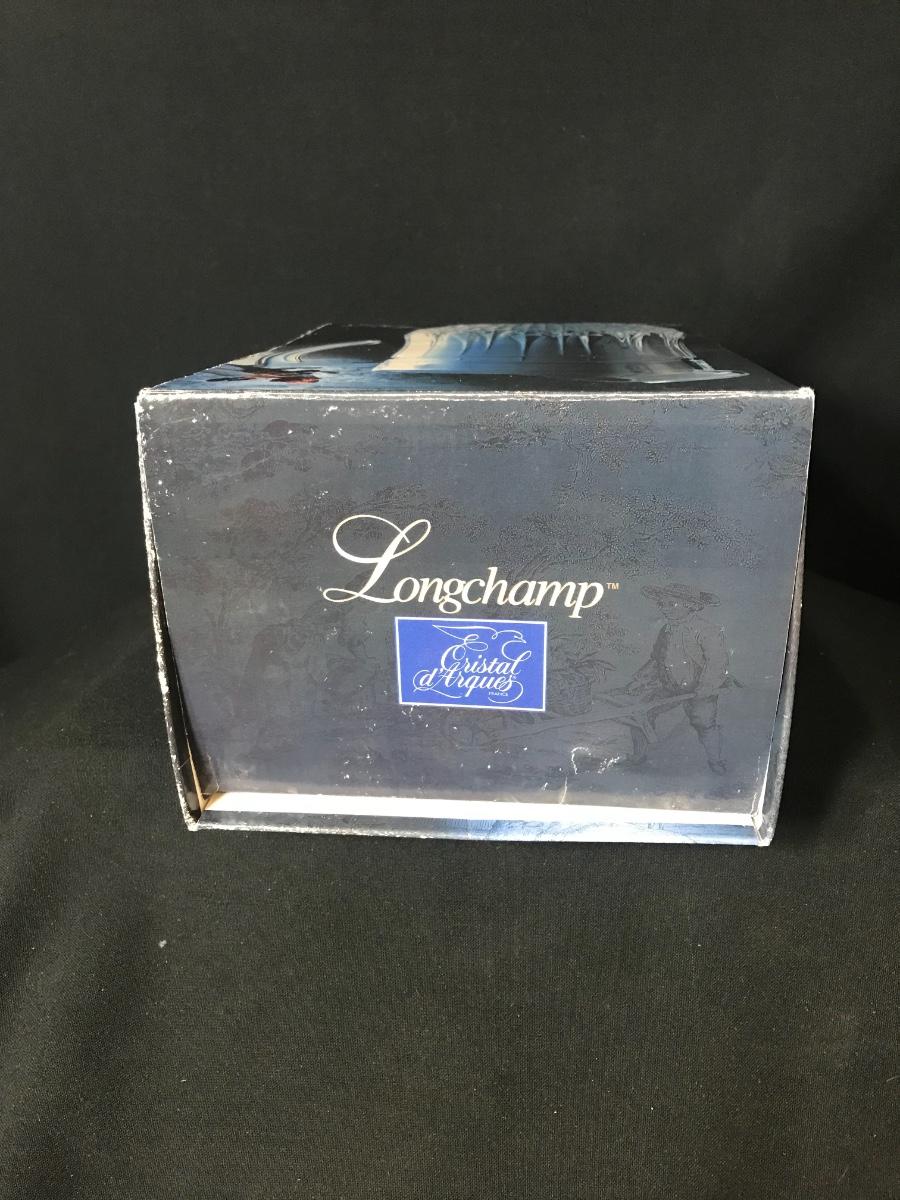 Longchamp™
Cristal
d'Arques®
FRANCE